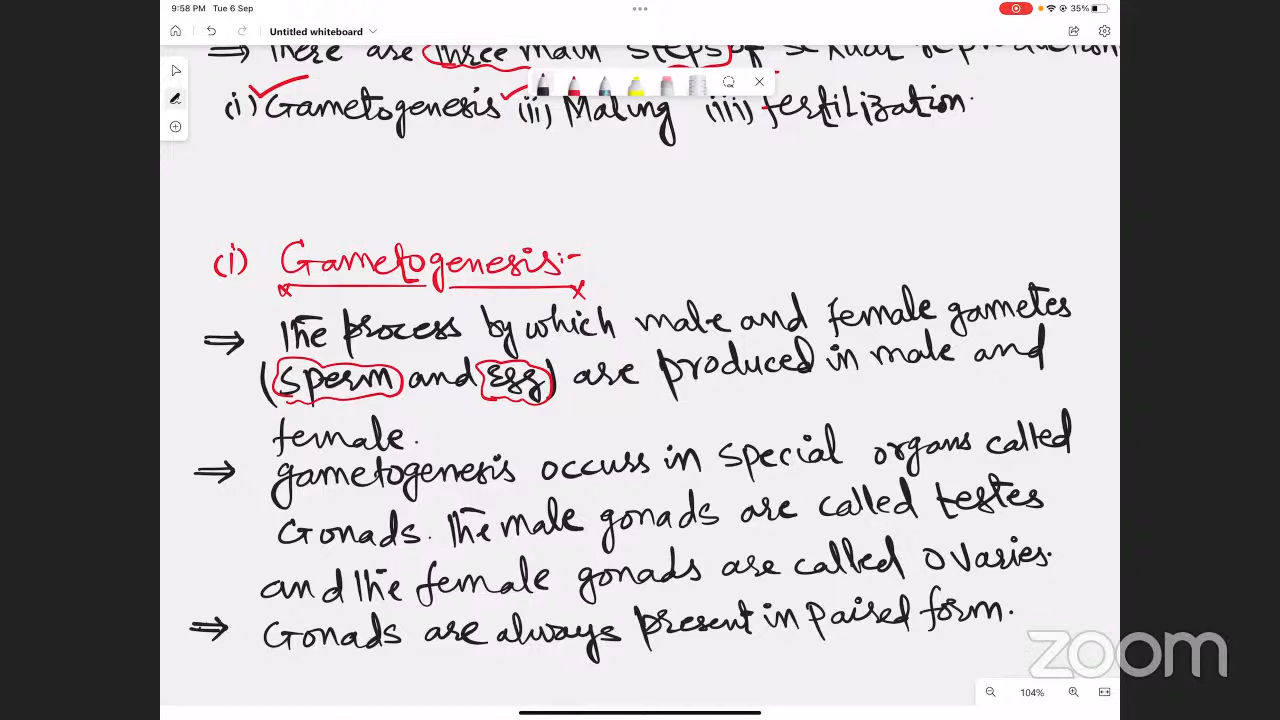 9:58 PM Tue 6 Sep
35%
Untitled whiteboard
⇒ There are three main steps of sexual reproduction
(i) Gametogenesis (ii) Mating (iii) fertilization.
(i) Gametogenesis:-
⇒ The process by which male and female gametes
(sperm and Egg) are produced in male and
female.
⇒ gametogenesis occurs in special organs called
Gonads. The male gonads are called testes
and the female gonads are called ovaries.
⇒ Gonads are always present in paired form.
zoom
104%